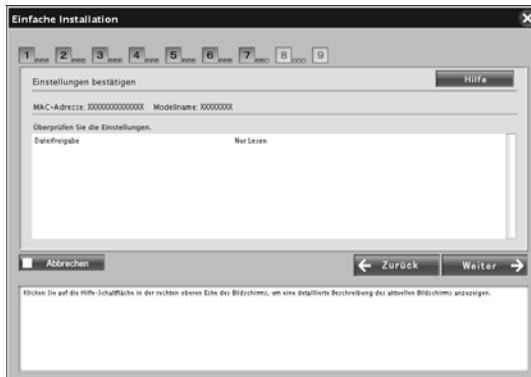 Einfache Installation
1 2 3 4 5 6 7 8 9
Einstellungen bestätigen
Hilfe
MAC-Adresse: XXXXXXXXXXXXXX Modellname: XXXXXXXX
Überprüfen Sie die Einstellungen.
Dateifreigabe Nur Lesen
Abbrechen
Zurück
Weiter
Klicken Sie auf die Hilfe-Schaltfläche in der rechten oberen Ecke des Bildschirms, um eine detaillierte Beschreibung des aktuellen Bildschirms anzuzeigen.